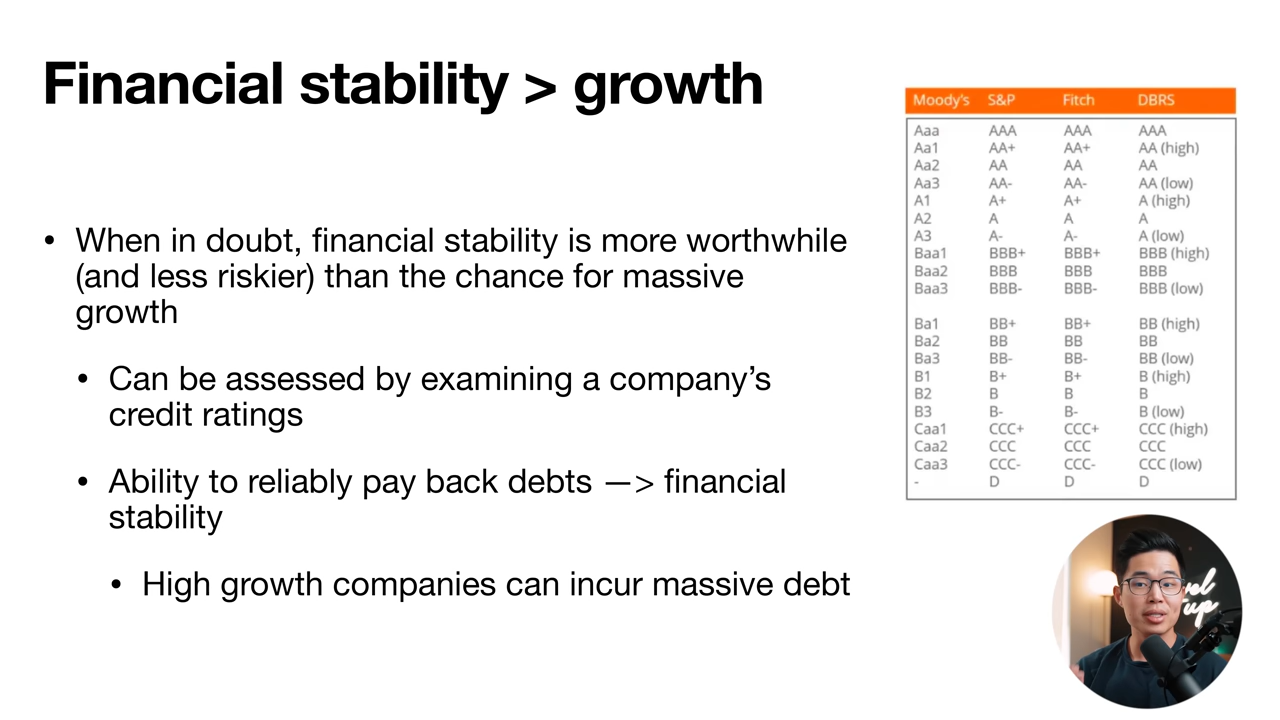 Financial stability > growth
• When in doubt, financial stability is more worthwhile
(and less riskier) than the chance for massive
growth
• Can be assessed by examining a company’s
credit ratings
• Ability to reliably pay back debts —> financial
stability
• High growth companies can incur massive debt
Moody's S&P Fitch DBRS
Aaa AAA AAA AAA
Aa1 AA+ AA+ AA (high)
Aa2 AA AA AA
Aa3 AA- AA- AA (low)
A1 A+ A+ A (high)
A2 A A A
A3 A- A- A (low)
Baa1 BBB+ BBB+ BBB (high)
Baa2 BBB BBB BBB
Baa3 BBB- BBB- BBB (low)
Ba1 BB+ BB+ BB (high)
Ba2 BB BB BB
Ba3 BB- BB- BB (low)
B1 B+ B+ B (high)
B2 B B B
B3 B- B- B (low)
Caa1 CCC+ CCC+ CCC (high)
Caa2 CCC CCC CCC
Caa3 CCC- CCC- CCC (low)
- D D D
up